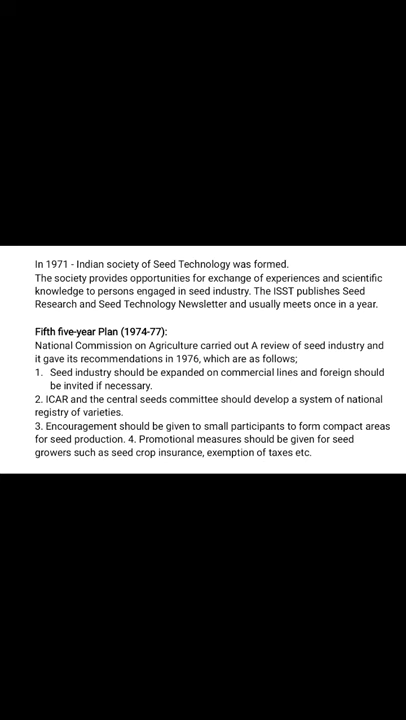 In 1971 - Indian society of Seed Technology was formed.
The society provides opportunities for exchange of experiences and scientific
knowledge to persons engaged in seed industry. The ISST publishes Seed
Research and Seed Technology Newsletter and usually meets once in a year.
Fifth five-year Plan (1974-77):
National Commission on Agriculture carried out A review of seed industry and
it gave its recommendations in 1976, which are as follows;
1. Seed industry should be expanded on commercial lines and foreign should
be invited if necessary.
2. ICAR and the central seeds committee should develop a system of national
registry of varieties.
3. Encouragement should be given to small participants to form compact areas
for seed production. 4. Promotional measures should be given for seed
growers such as seed crop insurance, exemption of taxes etc.